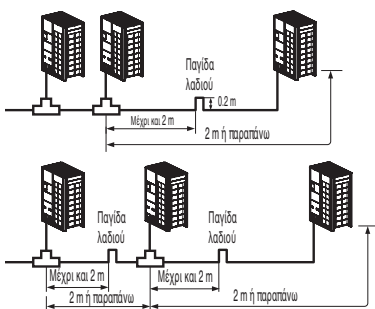 Παγίδα
λαδιού
0.2 m
Μέχρι και 2 m
2 m ή παραπάνω
Παγίδα
λαδιού
Παγίδα
λαδιού
Μέχρι και 2 m
Μέχρι και 2 m
2 m ή παραπάνω
2 m ή παραπάνω